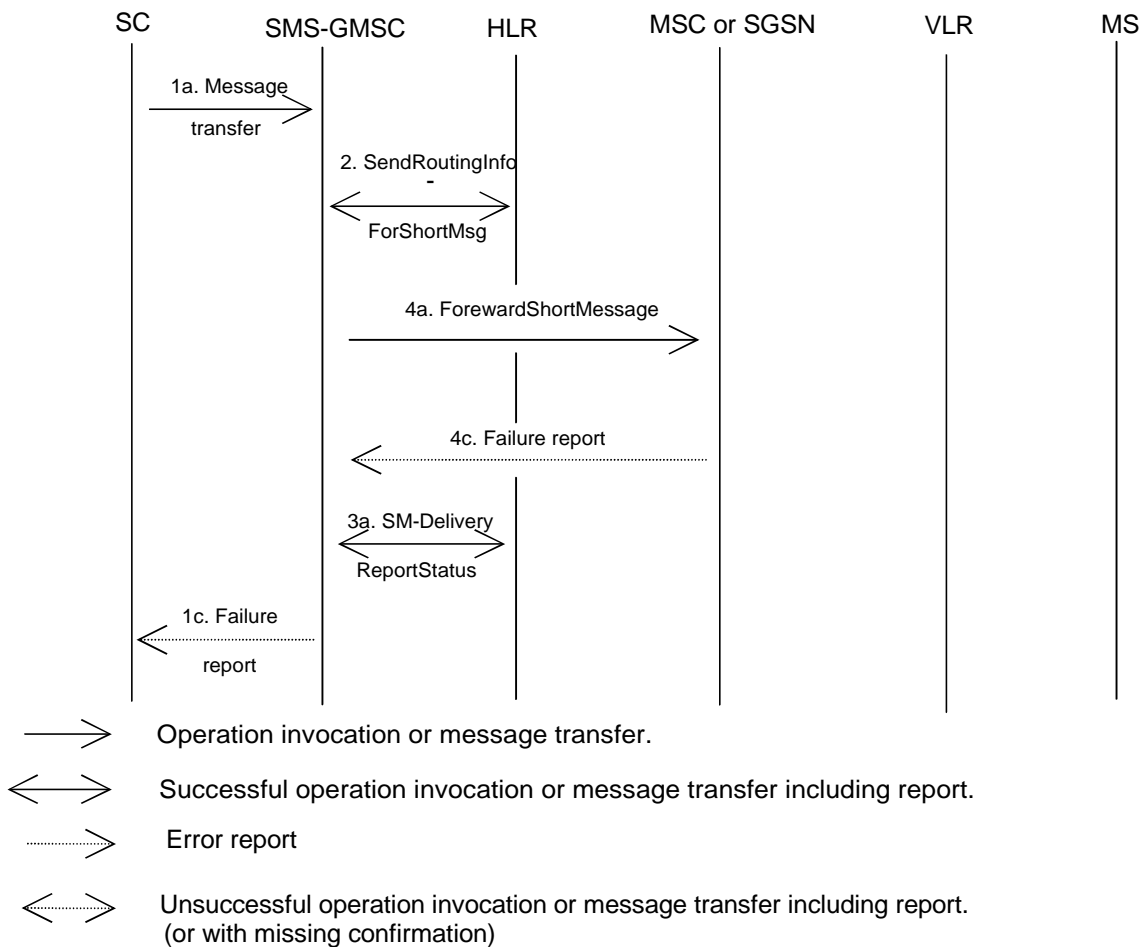 SC SMS-GMSC HLR MSC or SGSN VLR MS
1a. Message
transfer
2. SendRoutingInfo
-
ForShortMsg
4a. ForewardShortMessage
4c. Failure report
3a. SM-Delivery
ReportStatus
1c. Failure
report
Operation invocation or message transfer.
Successful operation invocation or message transfer including report.
Error report
Unsuccessful operation invocation or message transfer including report.
(or with missing confirmation)